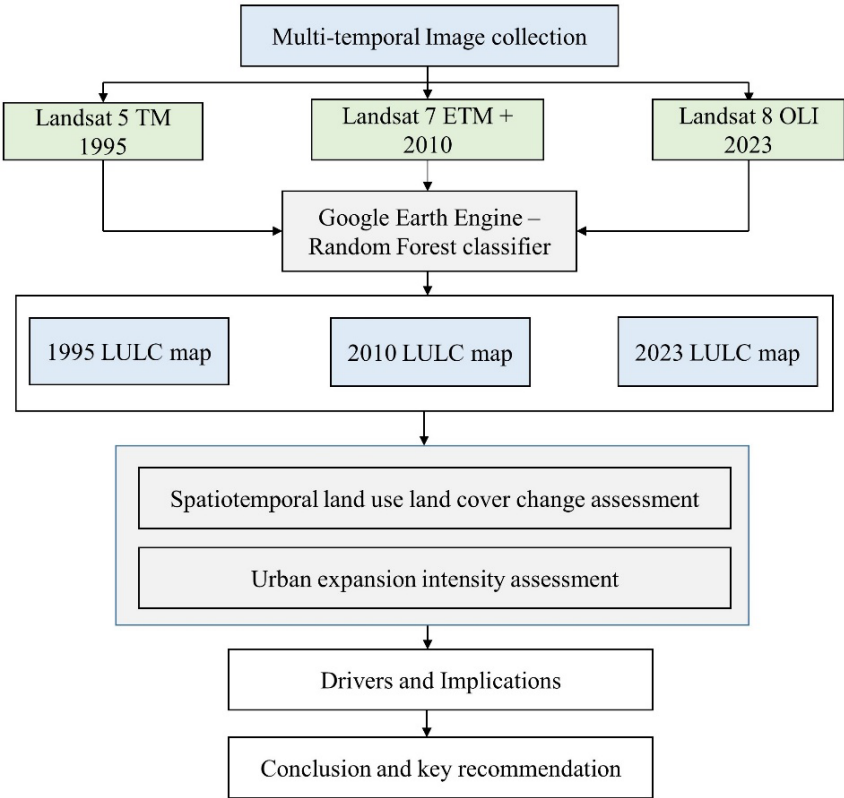 Multi-temporal Image collection
Landsat 5 TM
1995
Landsat 7 ETM +
2010
Landsat 8 OLI
2023
Google Earth Engine –
Random Forest classifier
1995 LULC map
2010 LULC map
2023 LULC map
Spatiotemporal land use land cover change assessment
Urban expansion intensity assessment
Drivers and Implications
Conclusion and key recommendation